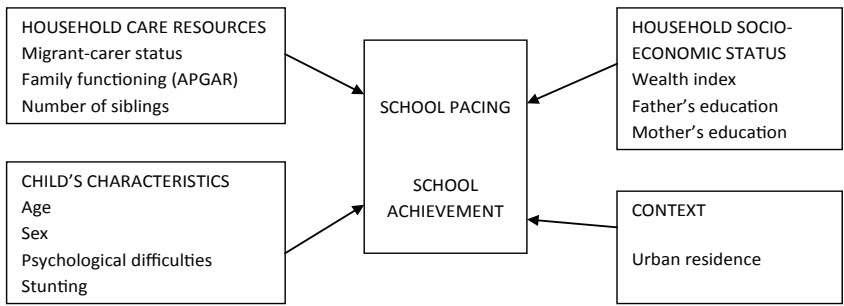 HOUSEHOLD CARE RESOURCES
Migrant-carer status
Family functioning (APGAR)
Number of siblings
CHILD'S CHARACTERISTICS
Age
Sex
Psychological difficulties
Stunting
SCHOOL PACING
SCHOOL
ACHIEVEMENT
HOUSEHOLD SOCIO-
ECONOMIC STATUS
Wealth index
Father's education
Mother's education
CONTEXT
Urban residence